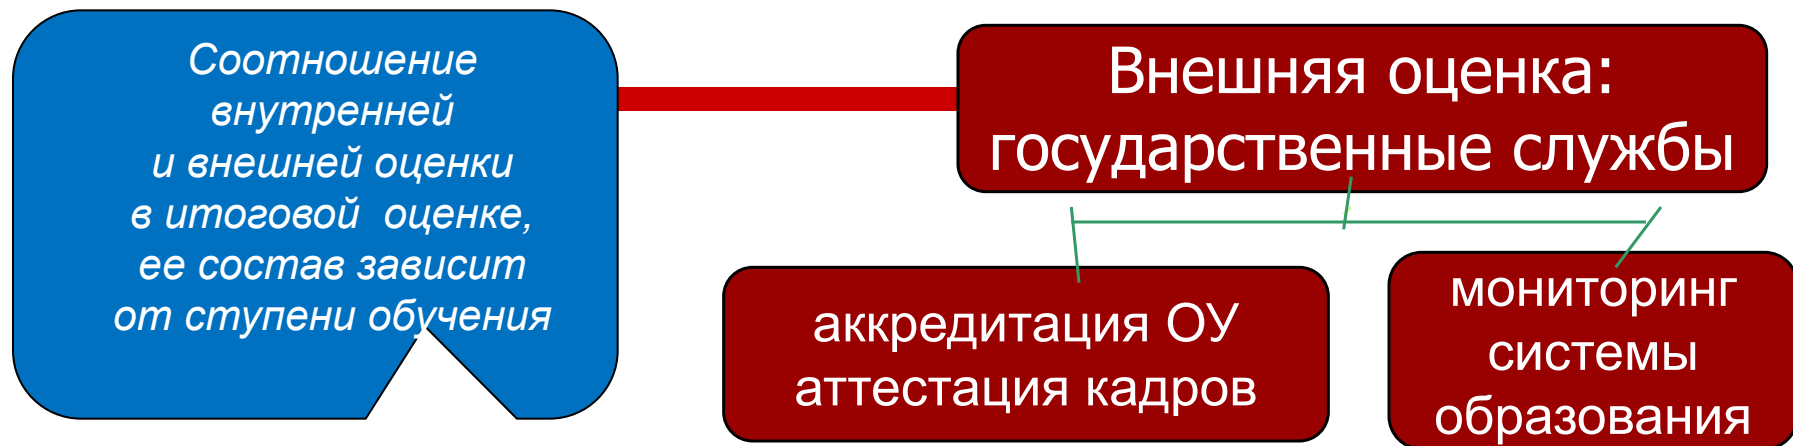 Соотношение
внутренней
и внешней оценки
в итоговой оценке,
ее состав зависит
от ступени обучения
Внешняя оценка:
государственные службы
аккредитация ОУ
аттестация кадров
мониторинг
системы
образования